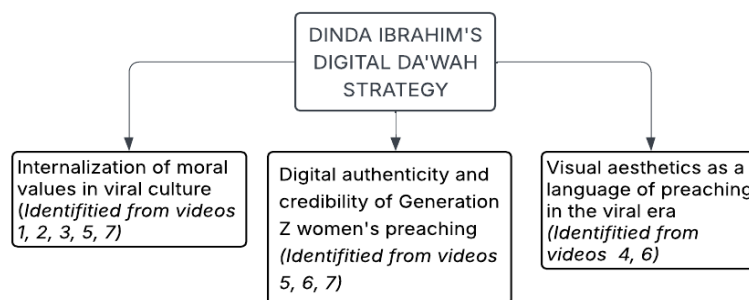 DINDA IBRAHIM'S
DIGITAL DA'WAH
STRATEGY
Internalization of moral
values in viral culture
(Identifitied from videos
1, 2, 3, 5, 7)
Digital authenticity and
credibility of Generation
Z women's preaching
(Identifitied from videos
5, 6, 7)
Visual aesthetics as a
language of preaching
in the viral era
(Identifitied from
videos 4, 6)